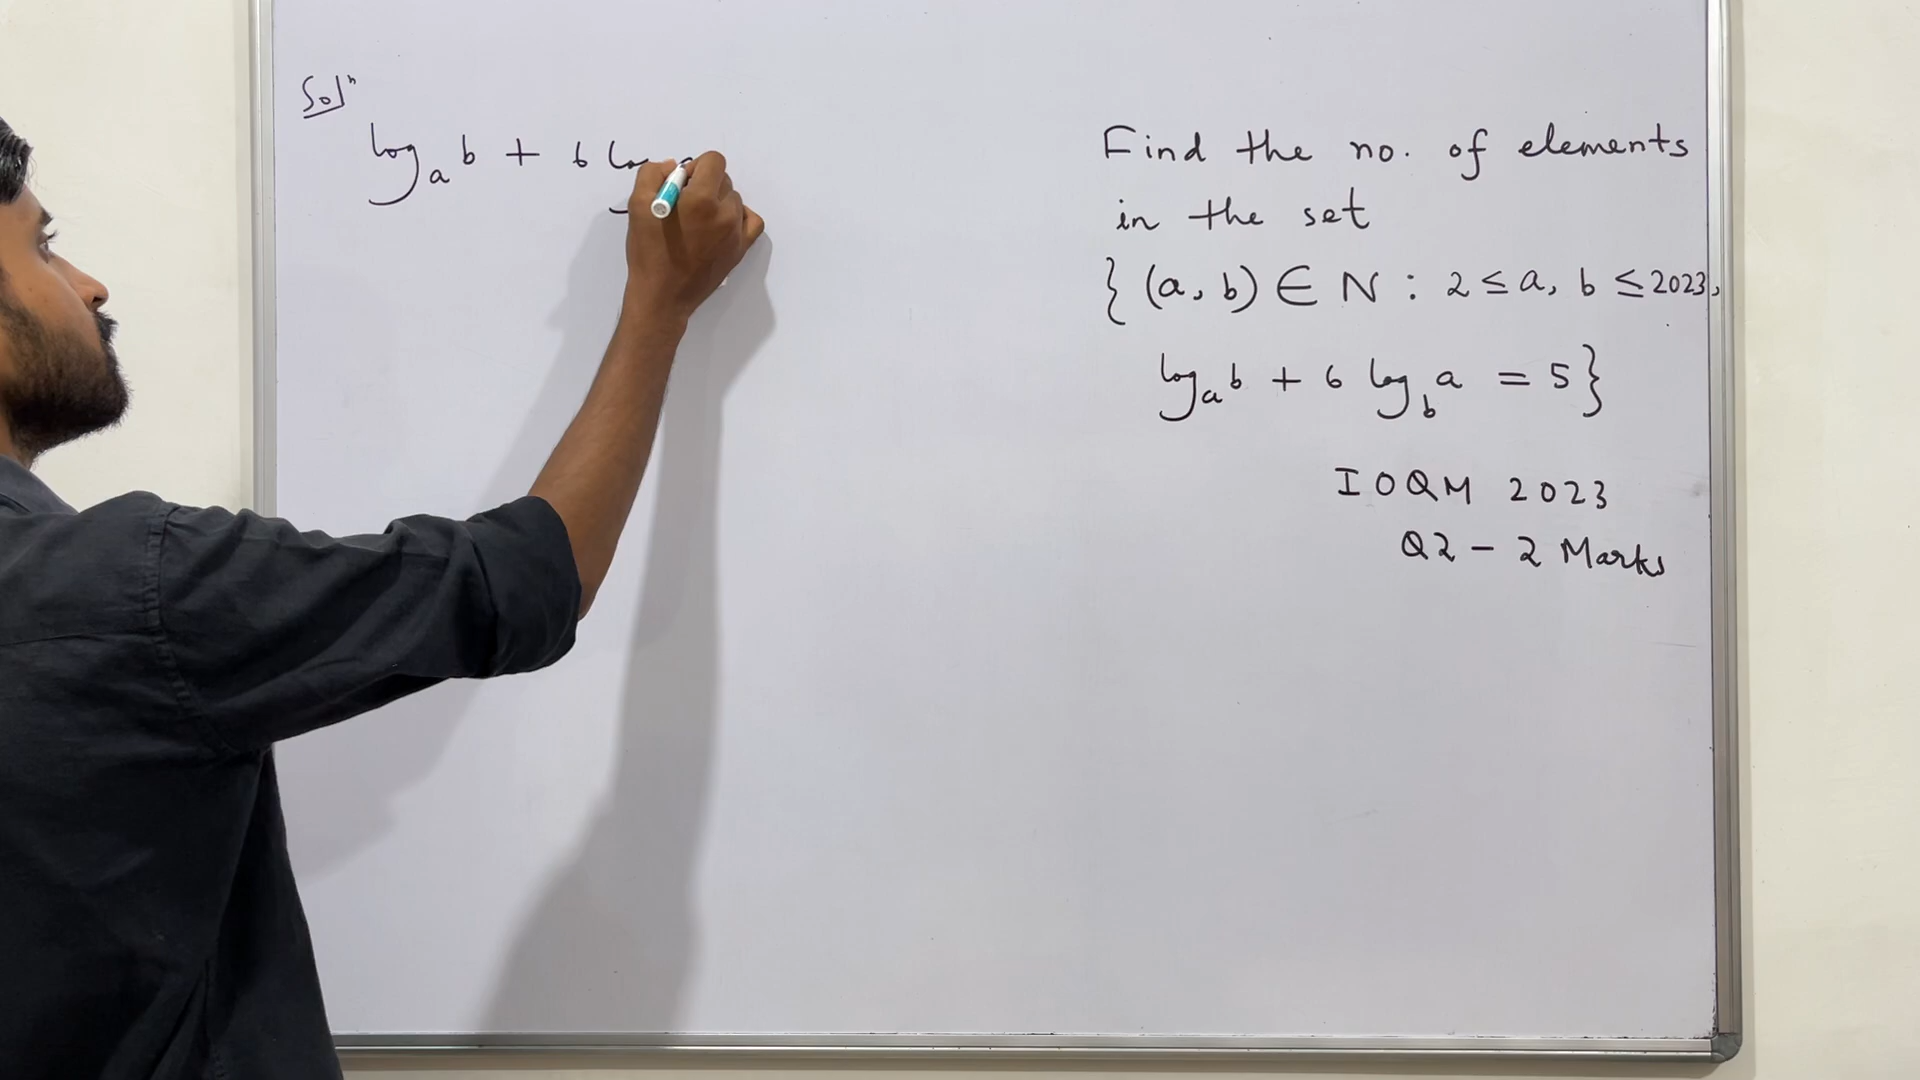 Solⁿ
logₐ b + 6 log
Find the no. of elements
in the set
{ (a, b) ∈ N : 2 ≤ a, b ≤ 2023,
logₐ b + 6 log_b a = 5}
IOQM 2023
Q2 - 2 Marks